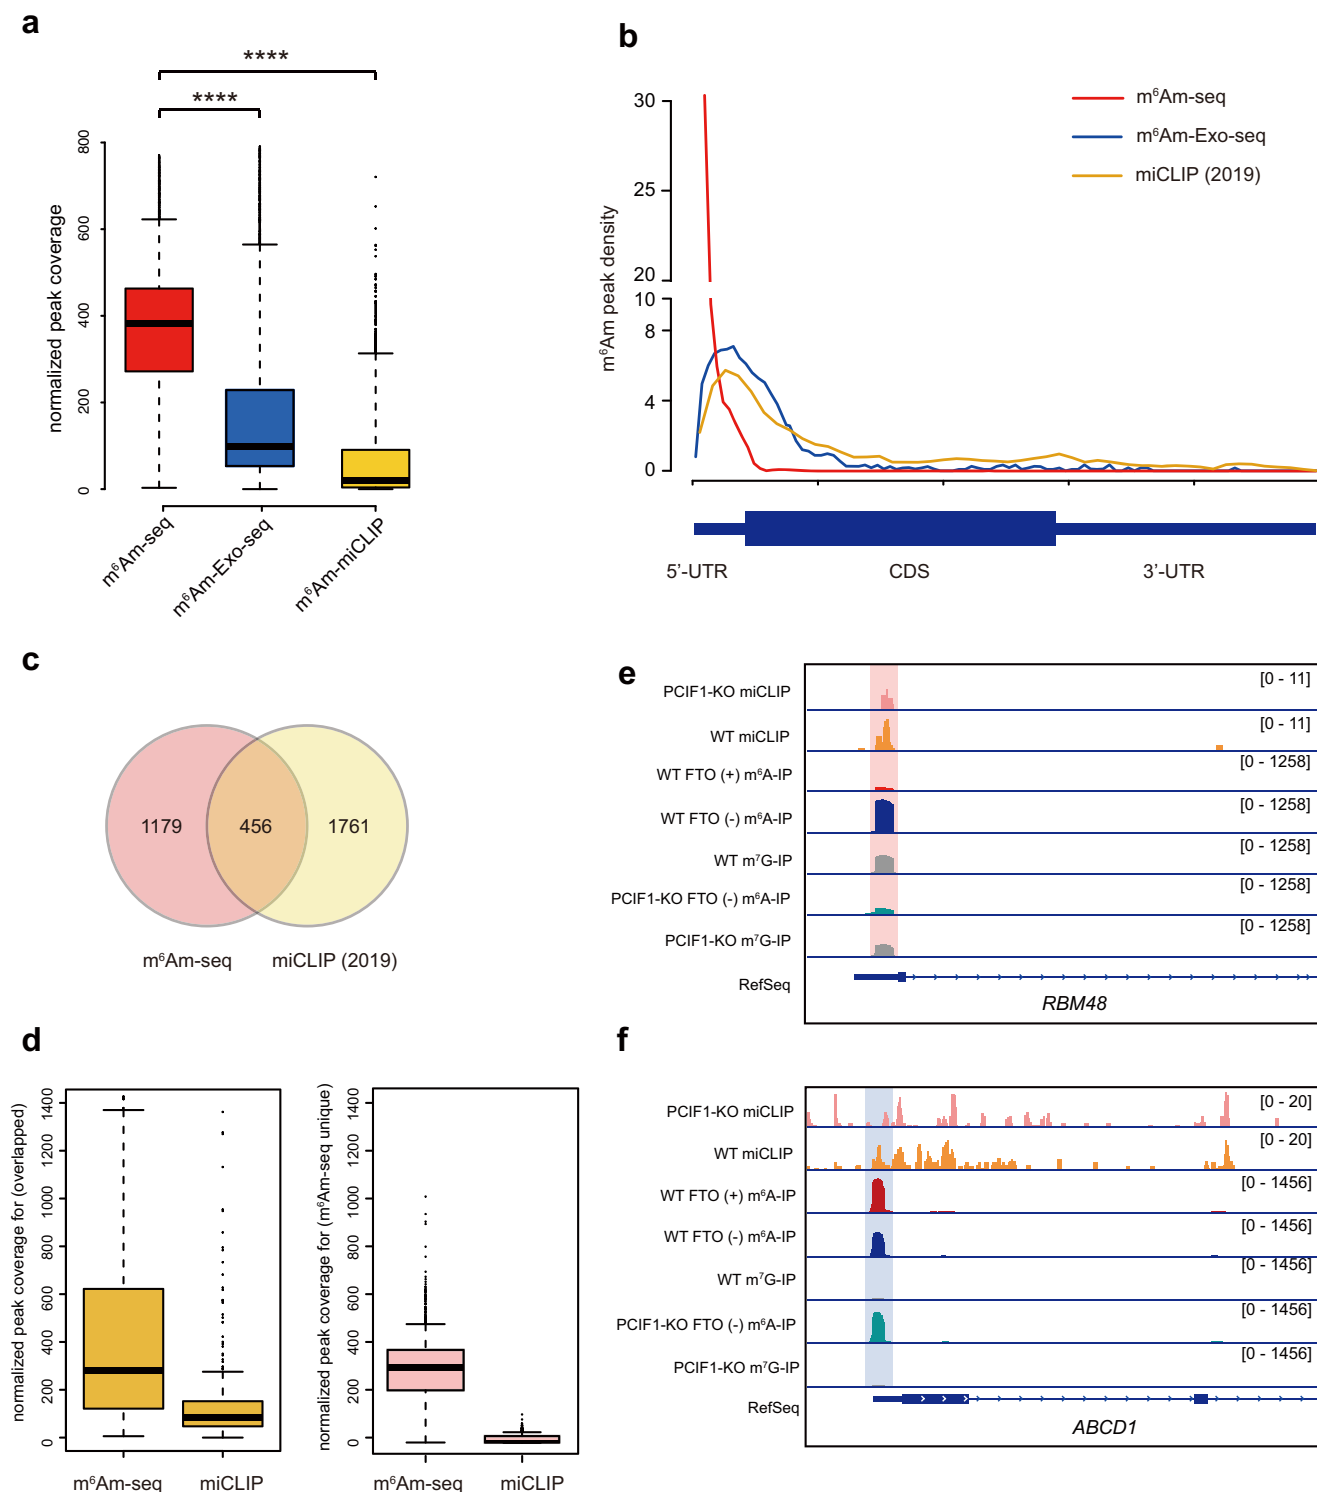 a
****
****
normalized peak coverage
800
600
400
200
0
m⁶Am-seq
m⁶Am-Exo-seq
m⁶Am-miCLIP
b
m⁶Am peak density
30
25
20
10
8
4
0
m⁶Am-seq
m⁶Am-Exo-seq
miCLIP (2019)
5’-UTR
CDS
3’-UTR
c
1179
456
1761
m⁶Am-seq
miCLIP (2019)
d
normalized peak coverage for (overlapped)
1400
1200
1000
800
600
400
200
0
m⁶Am-seq
miCLIP
normalized peak coverage for (m⁶Am-seq unique)
1400
1200
1000
800
600
400
200
0
m⁶Am-seq
miCLIP
e
PCIF1-KO miCLIP [0 - 11]
WT miCLIP [0 - 11]
WT FTO (+) m⁶A-IP [0 - 1258]
WT FTO (-) m⁶A-IP [0 - 1258]
WT m⁷G-IP [0 - 1258]
PCIF1-KO FTO (-) m⁶A-IP [0 - 1258]
PCIF1-KO m⁷G-IP [0 - 1258]
RefSeq
RBM48
f
PCIF1-KO miCLIP [0 - 20]
WT miCLIP [0 - 20]
WT FTO (+) m⁶A-IP [0 - 1456]
WT FTO (-) m⁶A-IP [0 - 1456]
WT m⁷G-IP [0 - 1456]
PCIF1-KO FTO (-) m⁶A-IP [0 - 1456]
PCIF1-KO m⁷G-IP [0 - 1456]
RefSeq
ABCD1